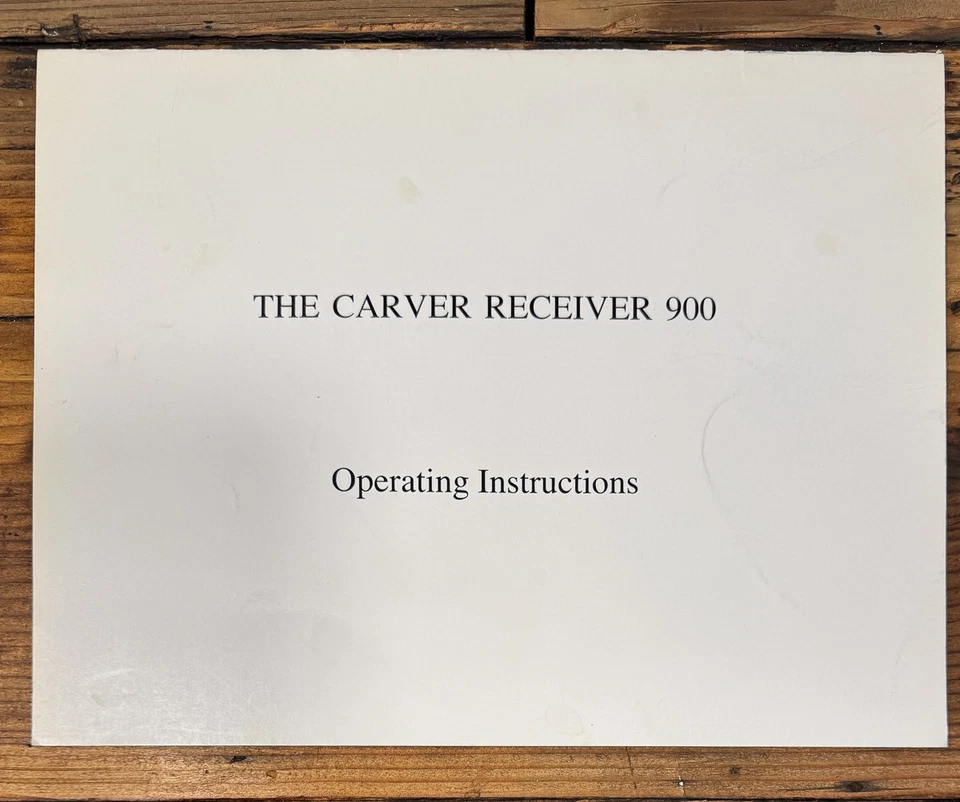 THE CARVER RECEIVER 900
Operating Instructions